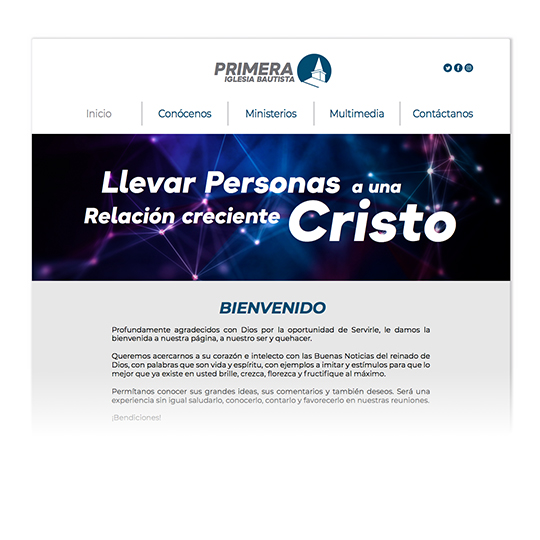 PRIMERA
IGLESIA BAUTISTA
Inicio
Conócenos
Ministerios
Multimedia
Contáctanos
Llevar Personas a una
Relación creciente Cristo
BIENVENIDO
Profundamente agradecidos con Dios por la oportunidad de Servirle, le damos la
bienvenida a nuestra página, a nuestro ser y quehacer.
Queremos acercarnos a su corazón e intelecto con las Buenas Noticias del reinado de
Dios, con palabras que son vida y espíritu, con ejemplos a imitar y estímulos para que lo
mejor que ya existe en usted brille, crezca, florezca y fructifique al máximo.
Permítanos conocer sus grandes ideas, sus comentarios y también deseos. Será una
experiencia sin igual saludarlo, conocerlo, contarlo y favorecerlo en nuestras reuniones.
¡Bendiciones!